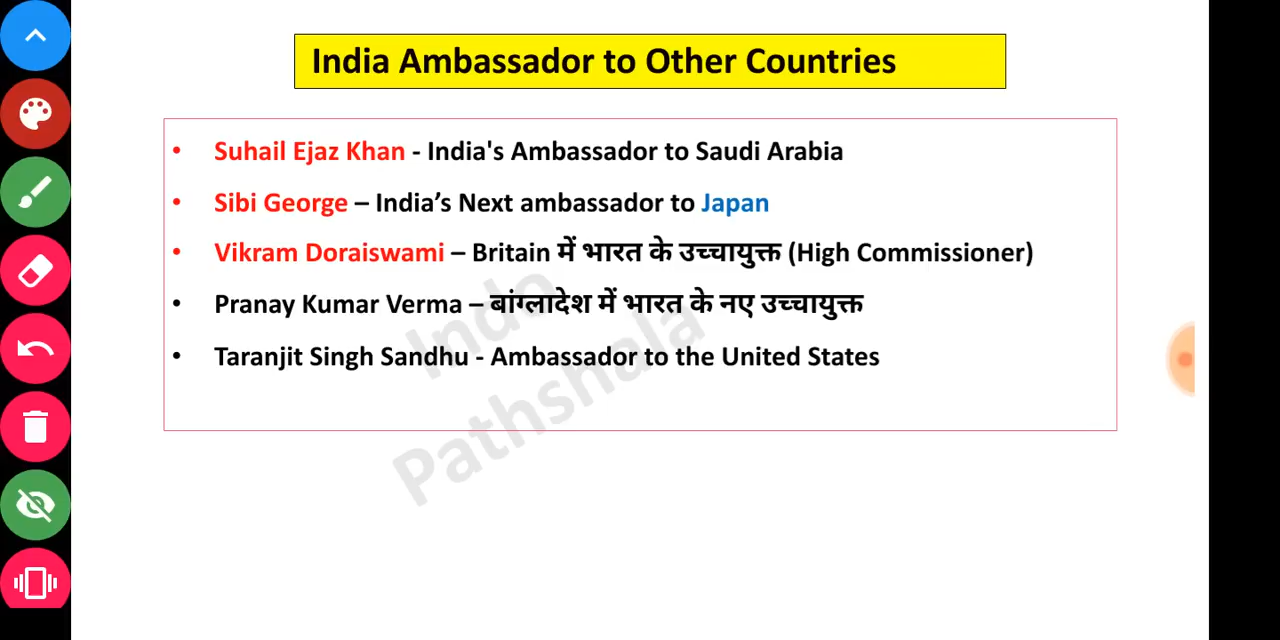 India Ambassador to Other Countries
• Suhail Ejaz Khan - India's Ambassador to Saudi Arabia
• Sibi George – India’s Next ambassador to Japan
• Vikram Doraiswami – Britain में भारत के उच्चायुक्त (High Commissioner)
• Pranay Kumar Verma – बांग्लादेश में भारत के नए उच्चायुक्त
• Taranjit Singh Sandhu - Ambassador to the United States
Indo
Pathshala